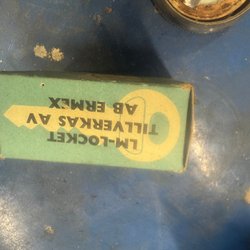 LM-LOCKET
TILLVERKAS AV
AB ERMEX